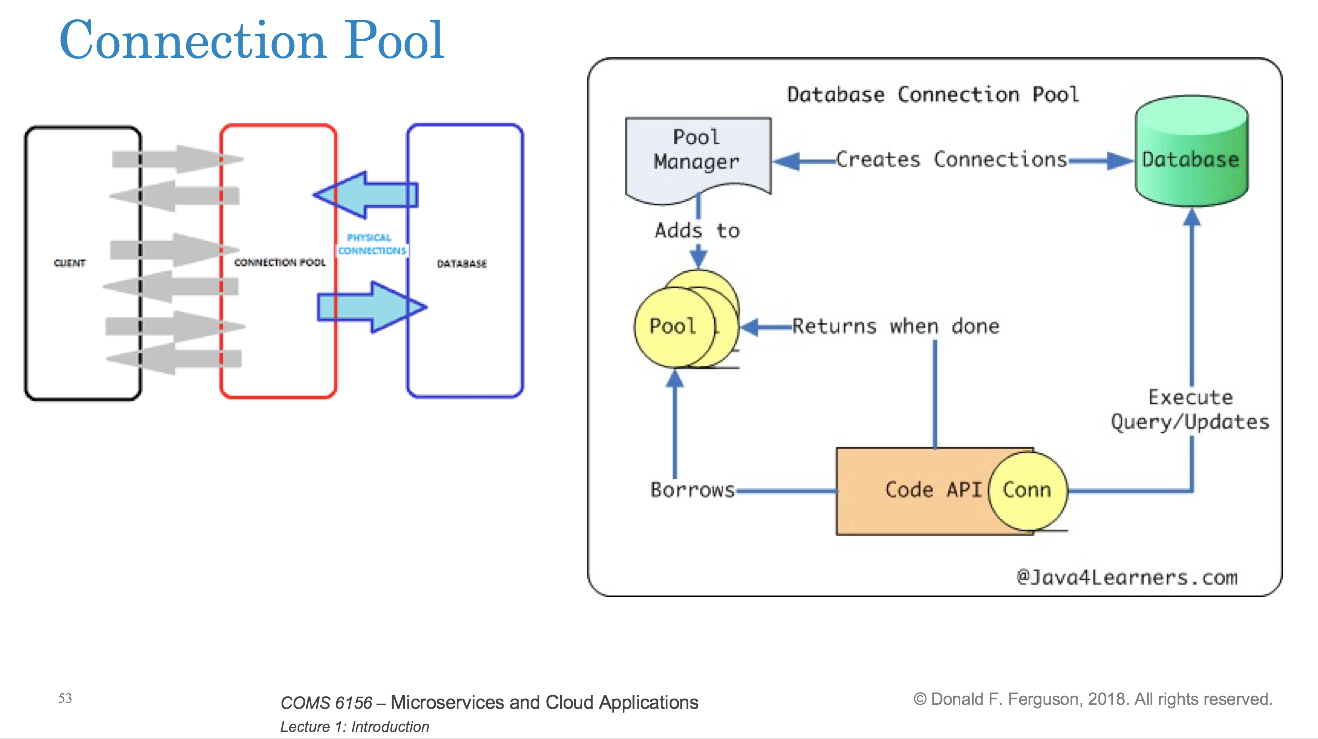 Connection Pool
CLIENT
CONNECTION POOL
PHYSICAL
CONNECTIONS
DATABASE
Database Connection Pool
Pool
Manager
Creates Connections
Database
Adds to
Pool
Returns when done
Execute
Query/Updates
Borrows
Code API
Conn
@Java4Learners.com
53
COMS 6156 – Microservices and Cloud Applications
Lecture 1: Introduction
© Donald F. Ferguson, 2018. All rights reserved.